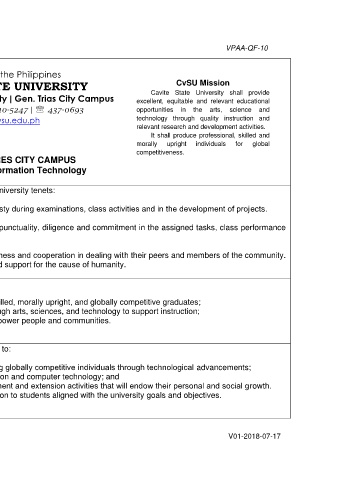 VPAA-QF-10
the Philippines
TE UNIVERSITY
ty | Gen. Trias City Campus
0-5247 | ☏ 437-0693
vsu.edu.ph
CvSU Mission
Cavite State University shall provide
excellent, equitable and relevant educational
opportunities in the arts, science and
technology through quality instruction and
relevant research and development activities.
It shall produce professional, skilled and
morally upright individuals for global
competitiveness.
ES CITY CAMPUS
ormation Technology
niversity tenets:
sty during examinations, class activities and in the development of projects.
punctuality, diligence and commitment in the assigned tasks, class performance
ness and cooperation in dealing with their peers and members of the community.
d support for the cause of humanity.
lled, morally upright, and globally competitive graduates;
ugh arts, sciences, and technology to support instruction;
power people and communities.
to:
g globally competitive individuals through technological advancements;
on and computer technology; and
ent and extension activities that will endow their personal and social growth.
on to students aligned with the university goals and objectives.
V01-2018-07-17